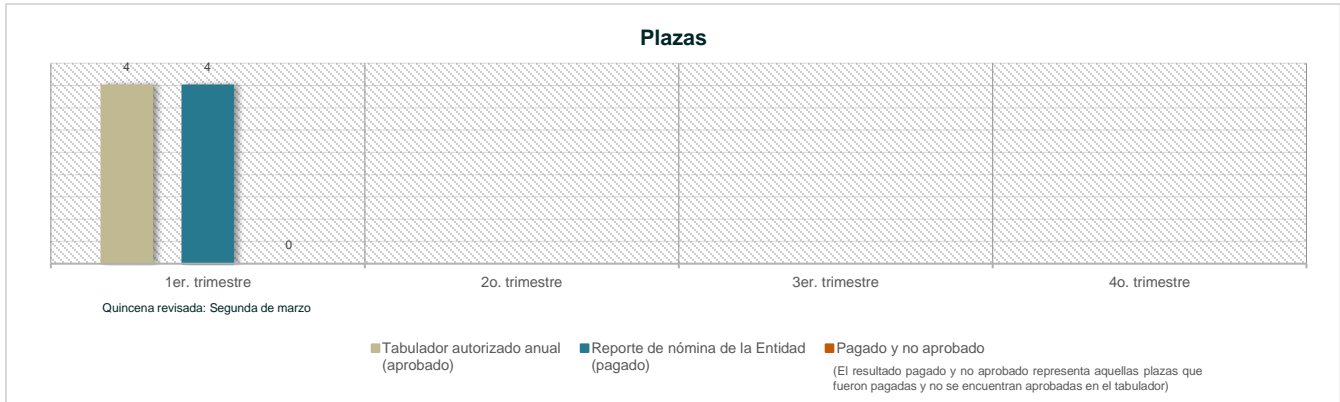 Plazas
4
4
0
1er. trimestre
2o. trimestre
3er. trimestre
4o. trimestre
Quincena revisada: Segunda de marzo
Tabulador autorizado anual
(aprobado)
Reporte de nómina de la Entidad
(pagado)
Pagado y no aprobado
(El resultado pagado y no aprobado representa aquellas plazas que
fueron pagadas y no se encuentran aprobadas en el tabulador)